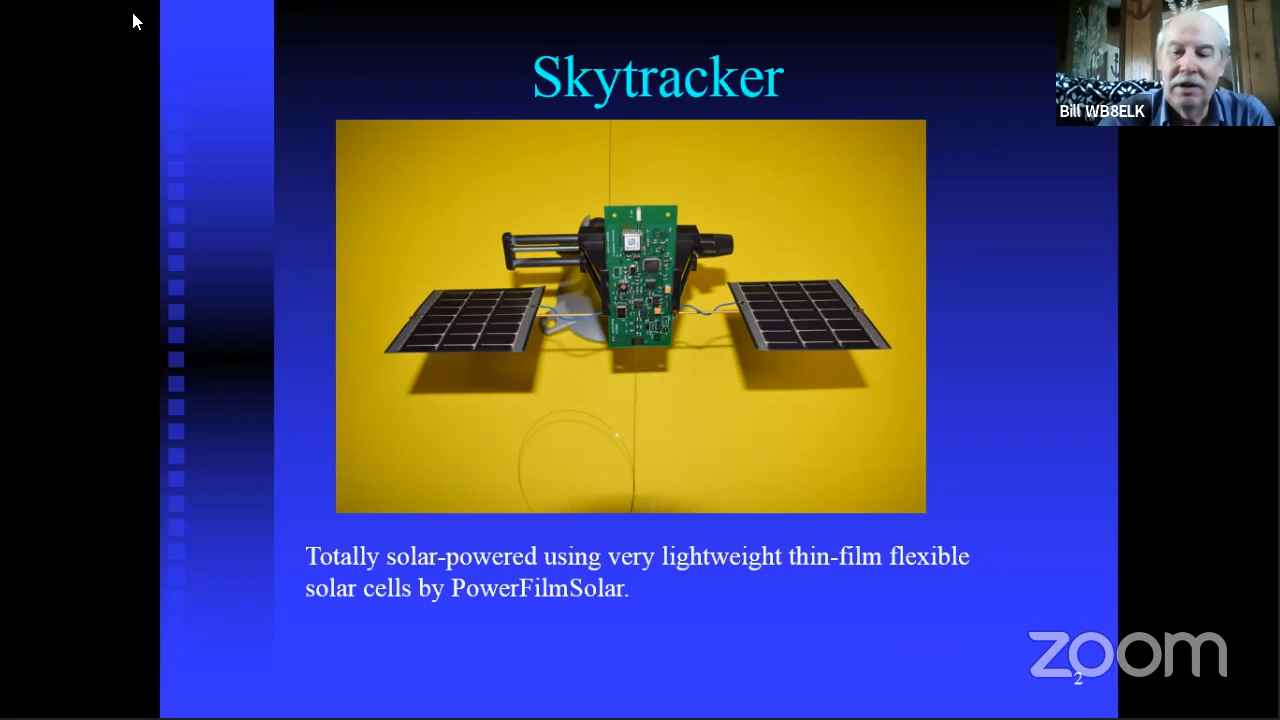 Skytracker
Bill WB8ELK
Totally solar-powered using very lightweight thin-film flexible
solar cells by PowerFilmSolar.
zoom
2